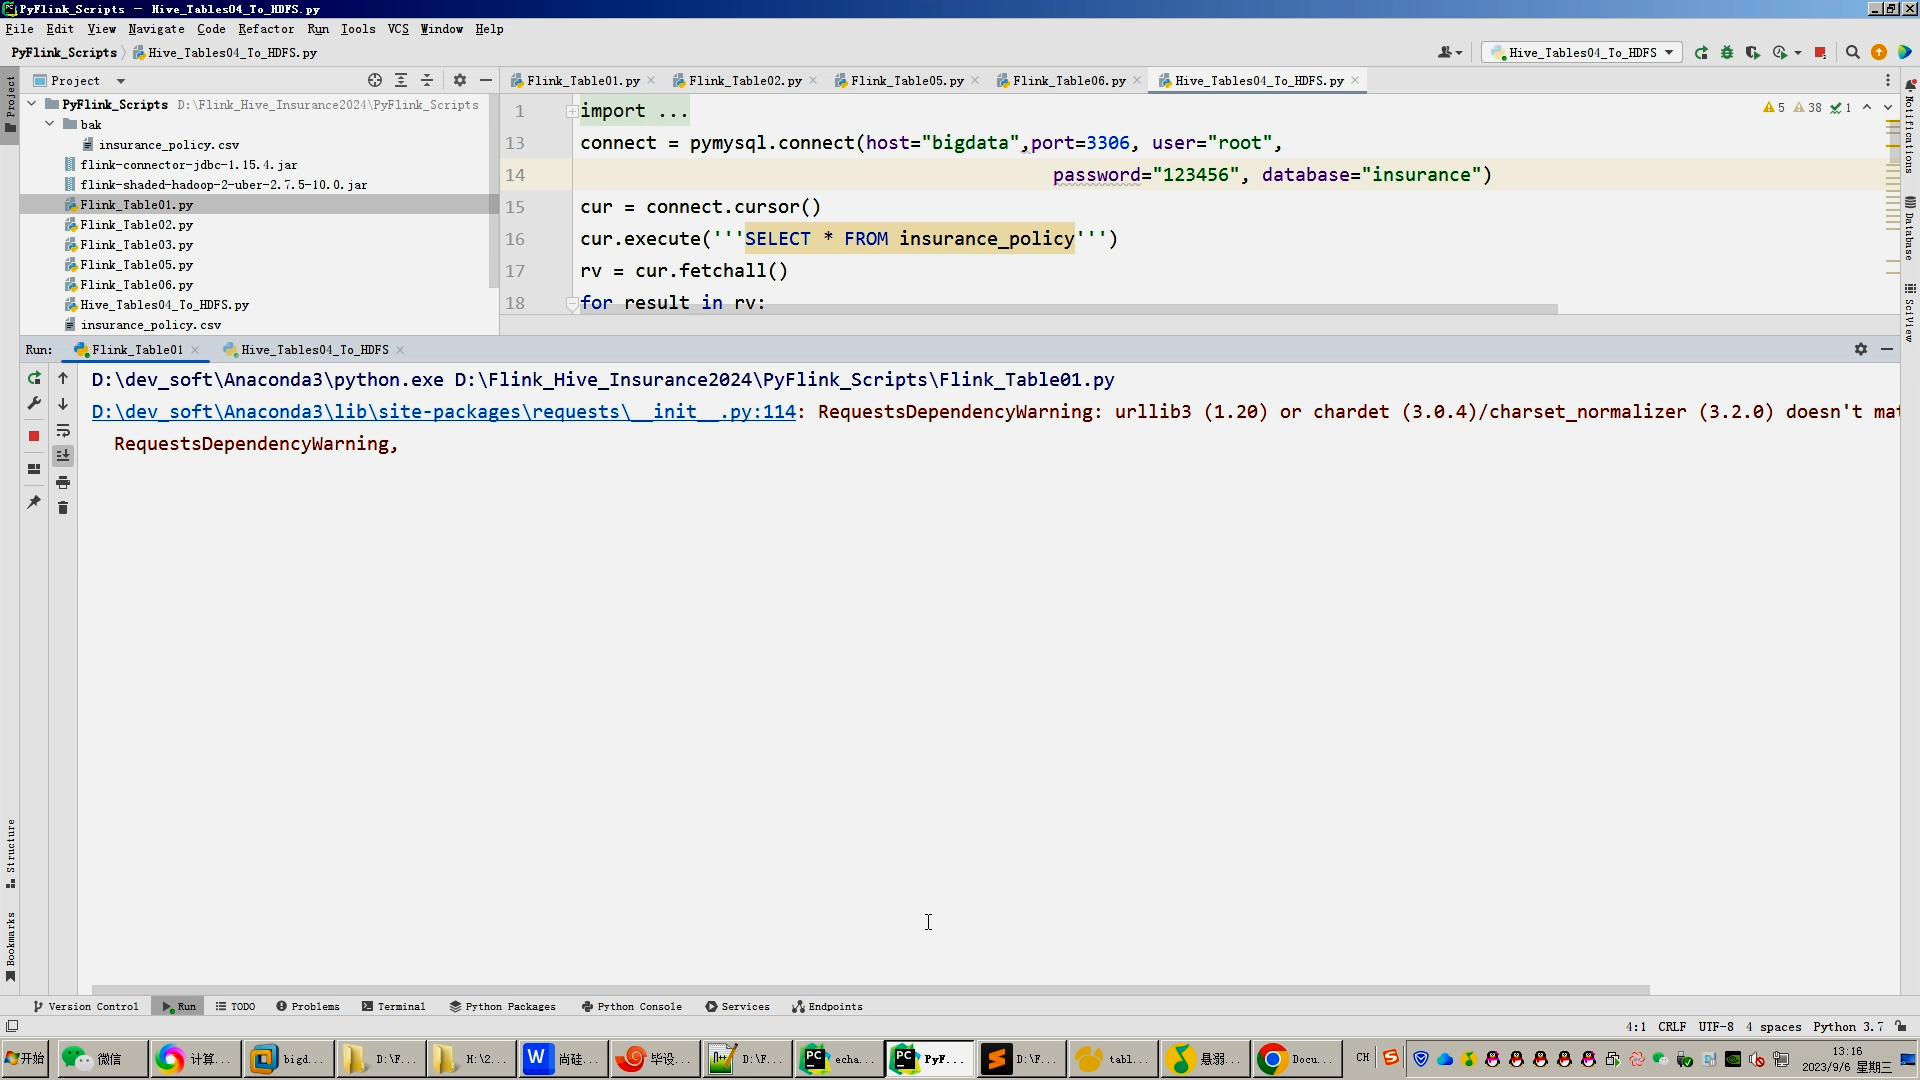 PyFlink_Scripts - Hive_Tables04_To_HDFS.py
File Edit View Navigate Code Refactor Run Tools VCS Window Help
PyFlink_Scripts Hive_Tables04_To_HDFS.py Hive_Tables04_To_HDFS
Project Flink_Table01.py Flink_Table02.py Flink_Table05.py Flink_Table06.py Hive_Tables04_To_HDFS.py
Project
Notifications
Database
SciView
PyFlink_Scripts D:\Flink_Hive_Insurance2024\PyFlink_Scripts
bak
insurance_policy.csv
flink-connector-jdbc-1.15.4.jar
flink-shaded-hadoop-2-uber-2.7.5-10.0.jar
Flink_Table01.py
Flink_Table02.py
Flink_Table03.py
Flink_Table05.py
Flink_Table06.py
Hive_Tables04_To_HDFS.py
insurance_policy.csv
5 38 1
1 import ...
13 connect = pymysql.connect(host="bigdata",port=3306, user="root",
14 password="123456", database="insurance")
15 cur = connect.cursor()
16 cur.execute('''SELECT * FROM insurance_policy''')
17 rv = cur.fetchall()
18 for result in rv:
Run: Flink_Table01 Hive_Tables04_To_HDFS
D:\dev_soft\Anaconda3\python.exe D:\Flink_Hive_Insurance2024\PyFlink_Scripts\Flink_Table01.py
D:\dev_soft\Anaconda3\lib\site-packages\requests\__init__.py:114: RequestsDependencyWarning: urllib3 (1.20) or chardet (3.0.4)/charset_normalizer (3.2.0) doesn't mat
RequestsDependencyWarning,
Structure
Bookmarks
Version Control Run TODO Problems Terminal Python Packages Python Console Services Endpoints
4:1 CRLF UTF-8 4 spaces Python 3.7
开始 微信 计算... bigd... D:\F... H:\2... 尚硅... 毕设... D:\F... echa... PyF... D:\F... tabl... 悬溺... Docu... CH 13:16
2023/9/6 星期三